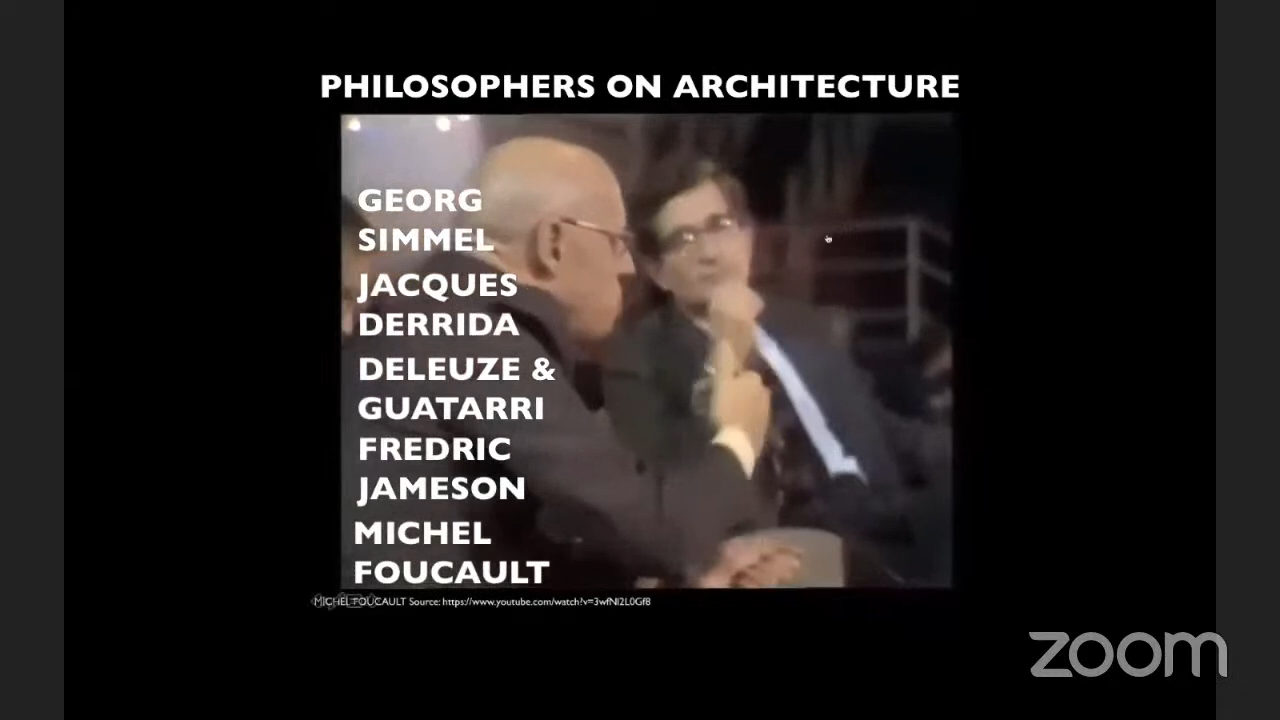 PHILOSOPHERS ON ARCHITECTURE
GEORG
SIMMEL
JACQUES
DERRIDA
DELEUZE &
GUATARRI
FREDRIC
JAMESON
MICHEL
FOUCAULT
MICHEL FOUCAULT Source: https://www.youtube.com/watch?v=3wfNl2L0Gf8
zoom